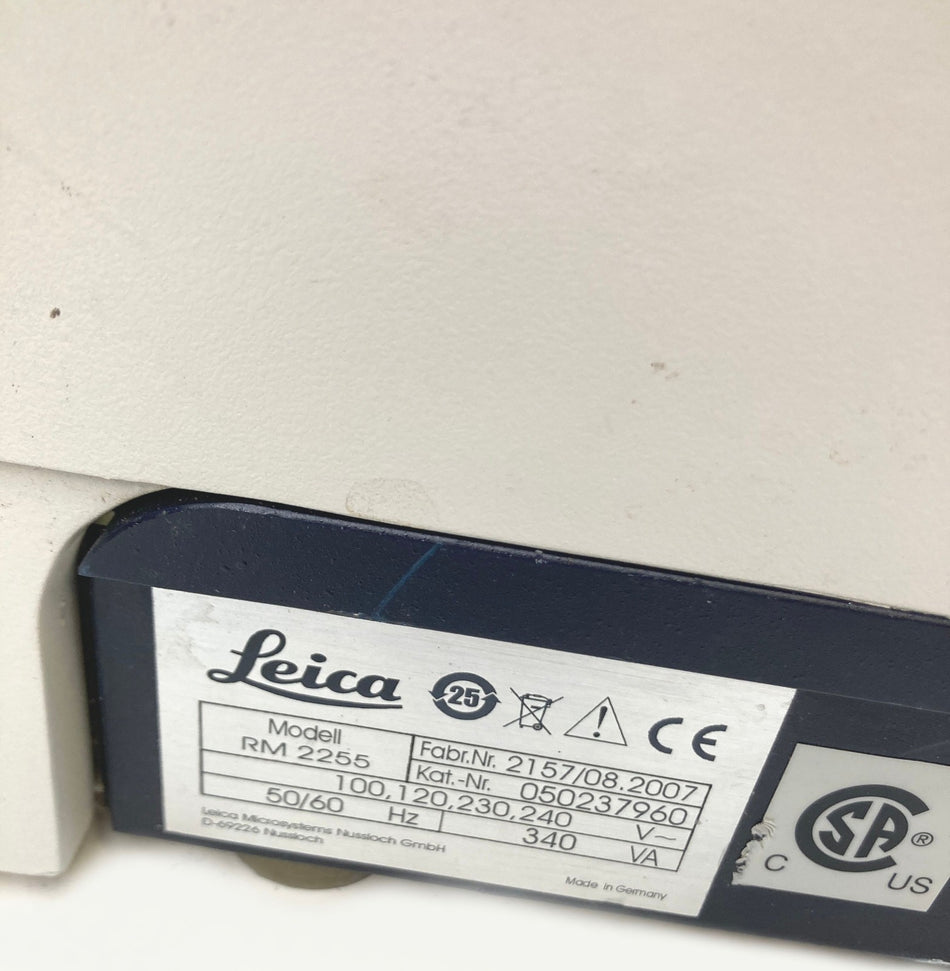 Leica 25 CE
Modell
RM 2255
Fabr.Nr. 2157/08.2007
Kat.-Nr. 050237960
100,120,230,240 V~
50/60 Hz 340 VA
Leica Microsystems Nussloch GmbH
D-69226 Nussloch
Made in Germany
SA ®
C US